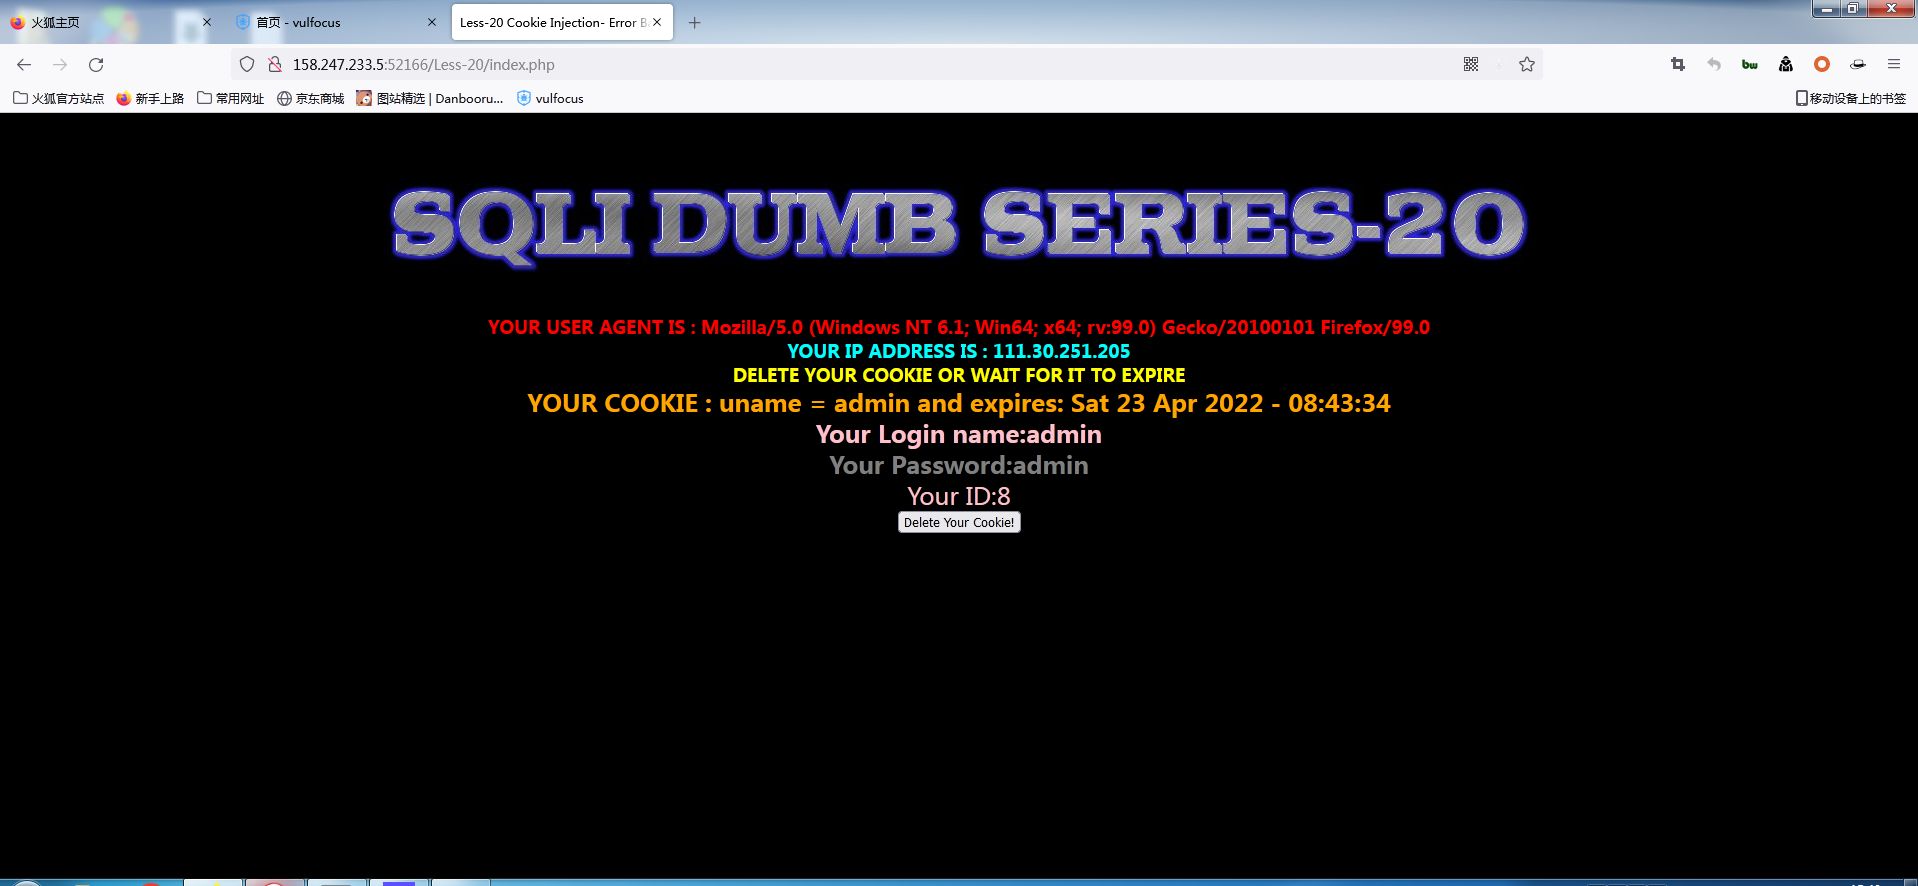 火狐主页
首页 - vulfocus
Less-20 Cookie Injection- Error B
158.247.233.5:52166/Less-20/index.php
bw
火狐官方站点 新手上路 常用网址 京东商城 图站精选 | Danbooru... vulfocus 移动设备上的书签
SQLI DUMB SERIES-20
YOUR USER AGENT IS : Mozilla/5.0 (Windows NT 6.1; Win64; x64; rv:99.0) Gecko/20100101 Firefox/99.0
YOUR IP ADDRESS IS : 111.30.251.205
DELETE YOUR COOKIE OR WAIT FOR IT TO EXPIRE
YOUR COOKIE : uname = admin and expires: Sat 23 Apr 2022 - 08:43:34
Your Login name:admin
Your Password:admin
Your ID:8
Delete Your Cookie!